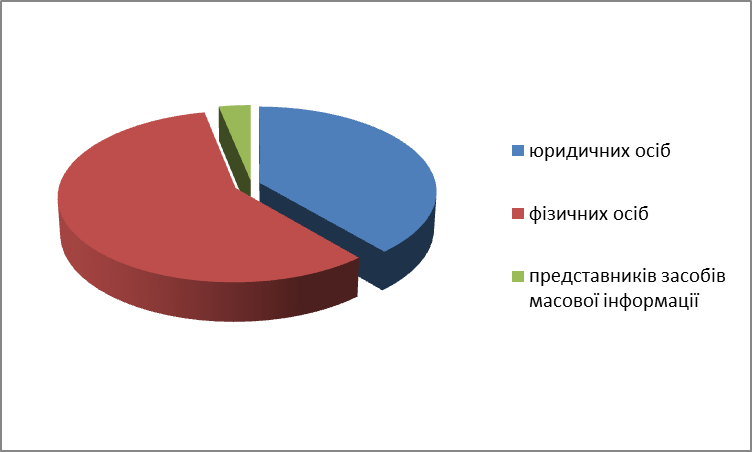 юридичних осіб
фізичних осіб
представників засобів
масової інформації